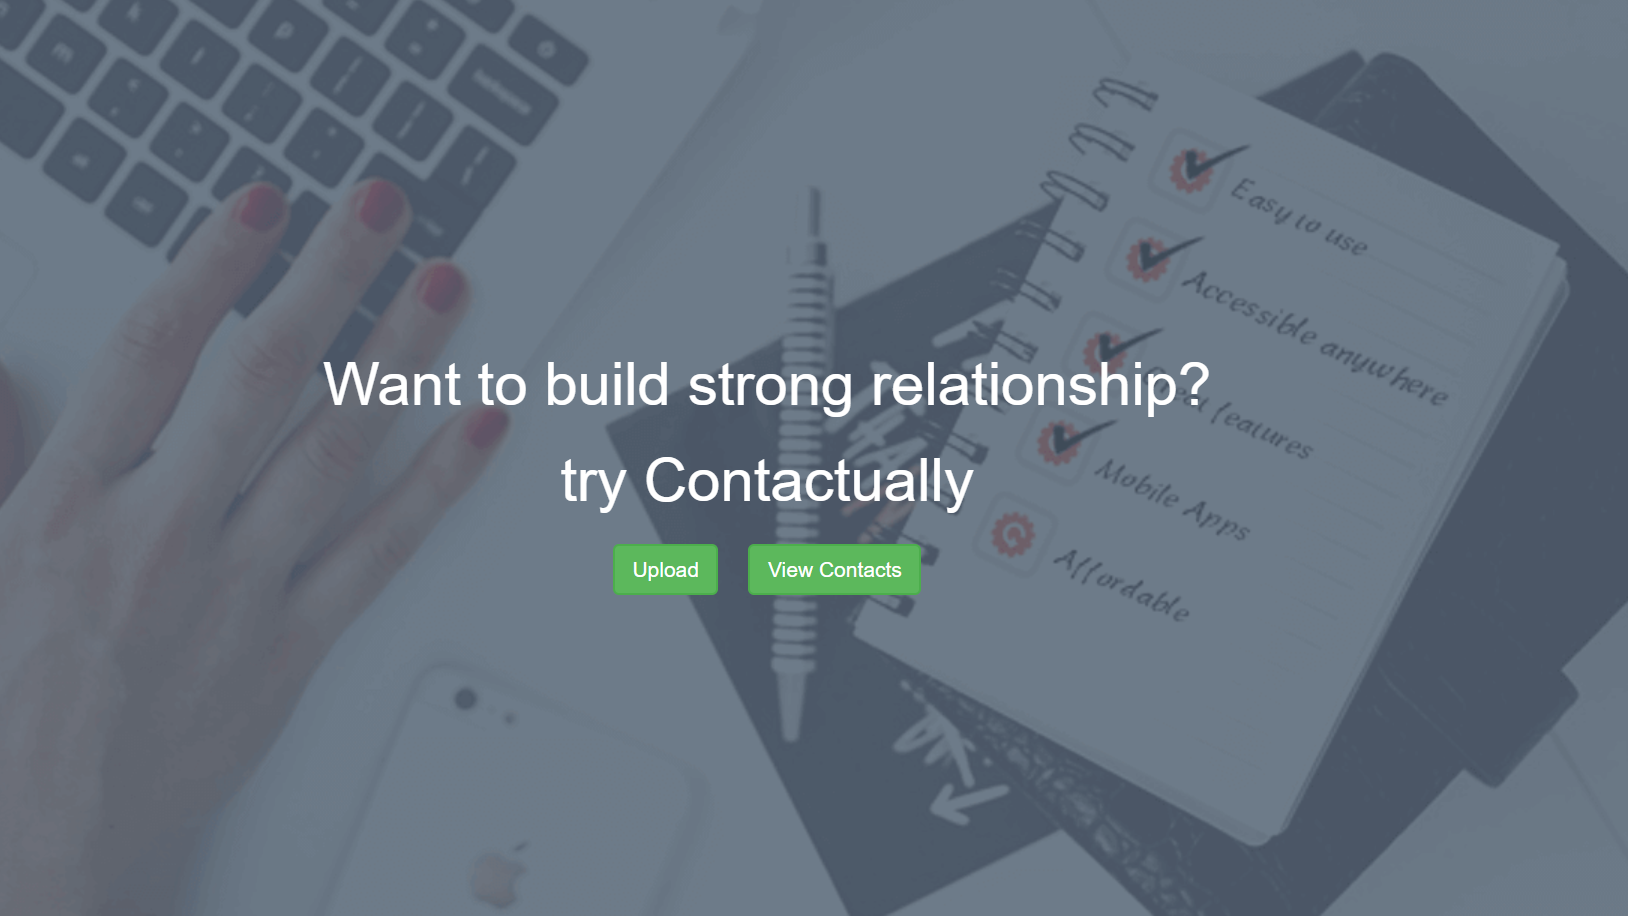 Want to build strong relationship?
try Contactually
Upload
View Contacts
Easy to use
Accessible anywhere
features
Mobile Apps
Affordable